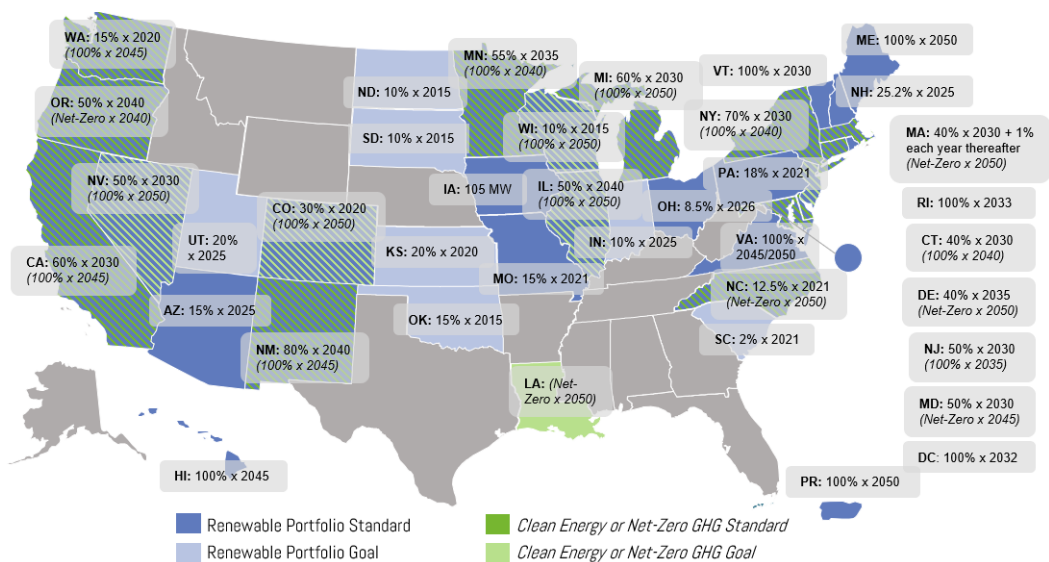 WA: 15% x 2020
(100% x 2045)
OR: 50% x 2040
(Net-Zero x 2040)
NV: 50% x 2030
(100% x 2050)
CA: 60% x 2030
(100% x 2045)
UT: 20%
x 2025
AZ: 15% x 2025
CO: 30% x 2020
(100% x 2050)
NM: 80% x 2040
(100% x 2045)
ND: 10% x 2015
SD: 10% x 2015
KS: 20% x 2020
OK: 15% x 2015
MN: 55% x 2035
(100% x 2040)
IA: 105 MW
MO: 15% x 2021
LA: (Net-
Zero x 2050)
WI: 10% x 2015
(100% x 2050)
IL: 50% x 2040
(100% x 2050)
MI: 60% x 2030
(100% x 2050)
IN: 10% x 2025
OH: 8.5% x 2026
VT: 100% x 2030
NY: 70% x 2030
(100% x 2040)
PA: 18% x 2021
VA: 100% x
2045/2050
NC: 12.5% x 2021
(Net-Zero x 2050)
SC: 2% x 2021
ME: 100% x 2050
NH: 25.2% x 2025
MA: 40% x 2030 + 1%
each year thereafter
(Net-Zero x 2050)
RI: 100% x 2033
CT: 40% x 2030
(100% x 2040)
DE: 40% x 2035
(Net-Zero x 2050)
NJ: 50% x 2030
(100% x 2035)
MD: 50% x 2030
(Net-Zero x 2045)
DC: 100% x 2032
PR: 100% x 2050
HI: 100% x 2045
Renewable Portfolio Standard
Renewable Portfolio Goal
Clean Energy or Net-Zero GHG Standard
Clean Energy or Net-Zero GHG Goal